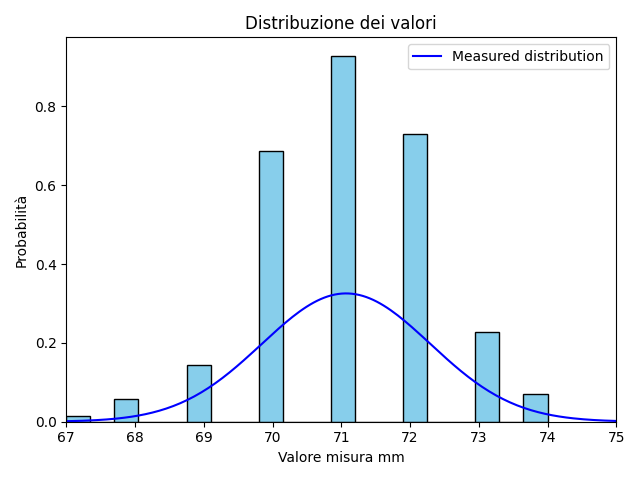 Distribuzione dei valori
Measured distribution
Probabilità
0.8
0.6
0.4
0.2
0.0
67 68 69 70 71 72 73 74 75
Valore misura mm